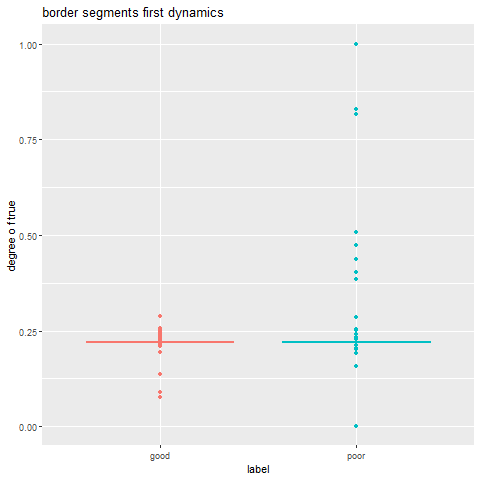 border segments first dynamics
degree of true
1.00
0.75
0.50
0.25
0.00
good
poor
label